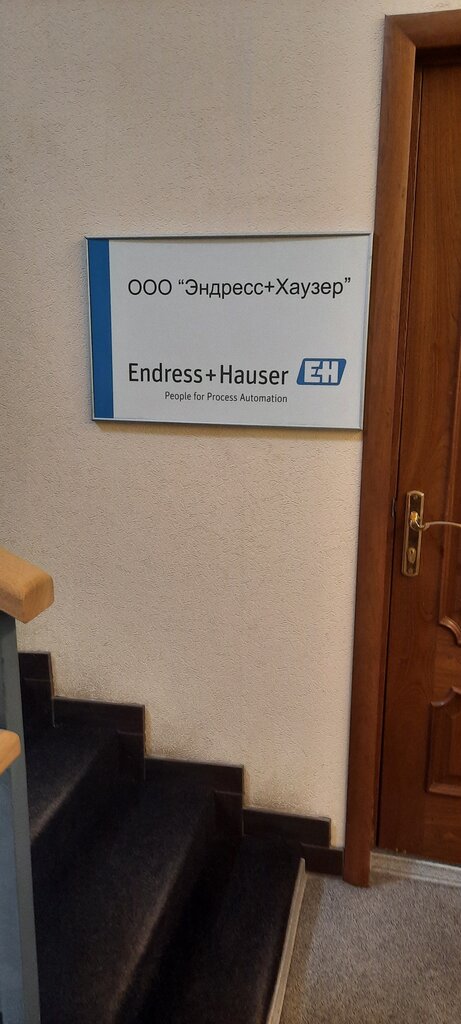 ООО “Эндресс+Хаузер”
Endress+Hauser EH
People for Process Automation